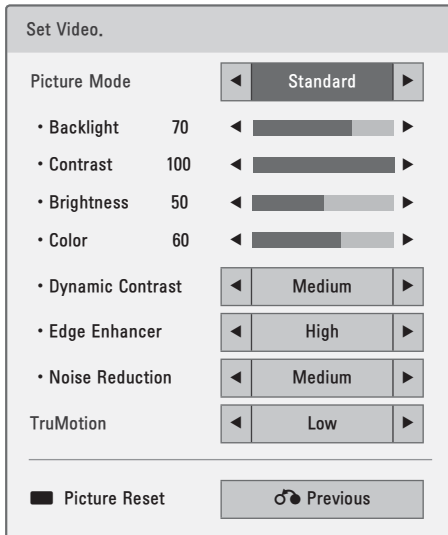 Set Video.
Picture Mode Standard
• Backlight 70
• Contrast 100
• Brightness 50
• Color 60
• Dynamic Contrast Medium
• Edge Enhancer High
• Noise Reduction Medium
TruMotion Low
Picture Reset Previous